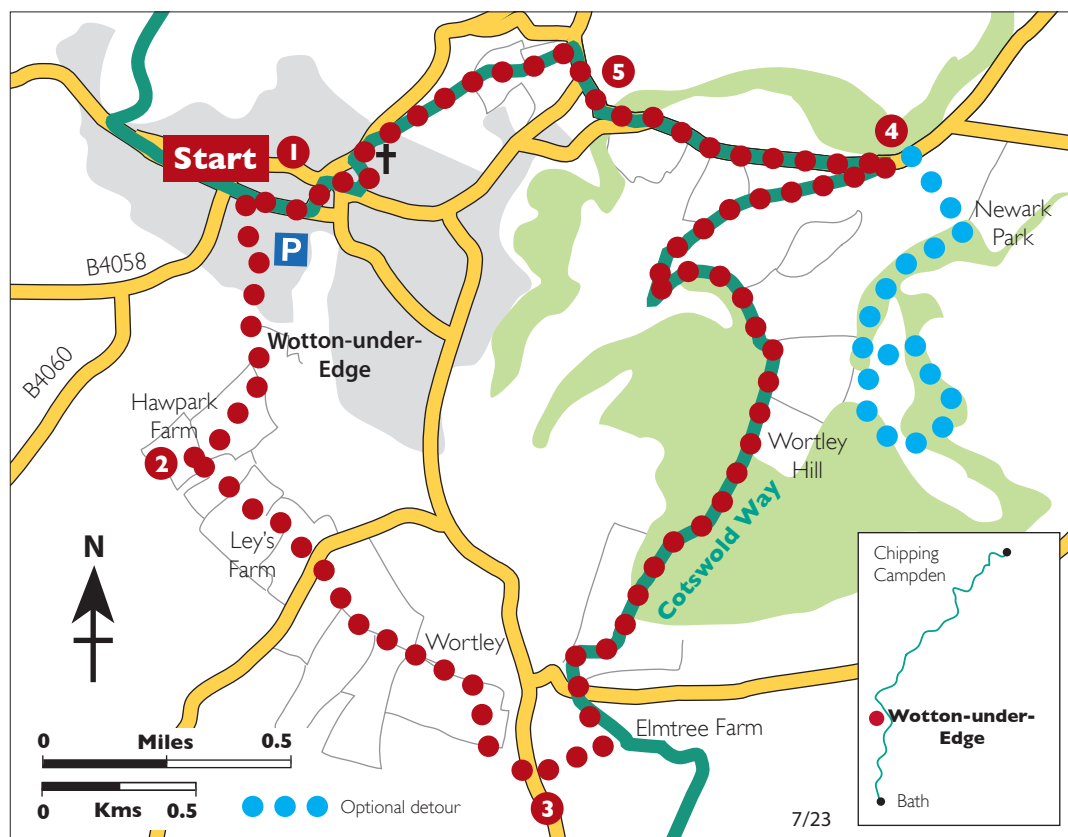 5
4
Start
1
P
Newark
Park
B4058
Wotton-under-
Edge
B4060
Hawpark
Farm
2
Wortley
Hill
Ley's
Farm
Cotswold Way
N
Wortley
Chipping
Campden
Wotton-under-
Edge
Bath
Elmtree Farm
0 Miles 0.5
0 Kms 0.5
Optional detour
3
7/23